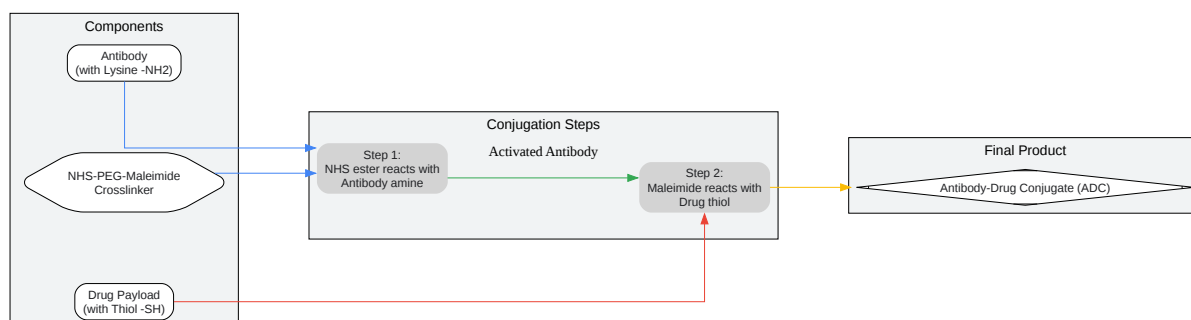 Components
Antibody
(with Lysine -NH2)
NHS-PEG-Maleimide
Crosslinker
Drug Payload
(with Thiol -SH)
Conjugation Steps
Activated Antibody
Step 1:
NHS ester reacts with
Antibody amine
Step 2:
Maleimide reacts with
Drug thiol
Final Product
Antibody-Drug Conjugate (ADC)